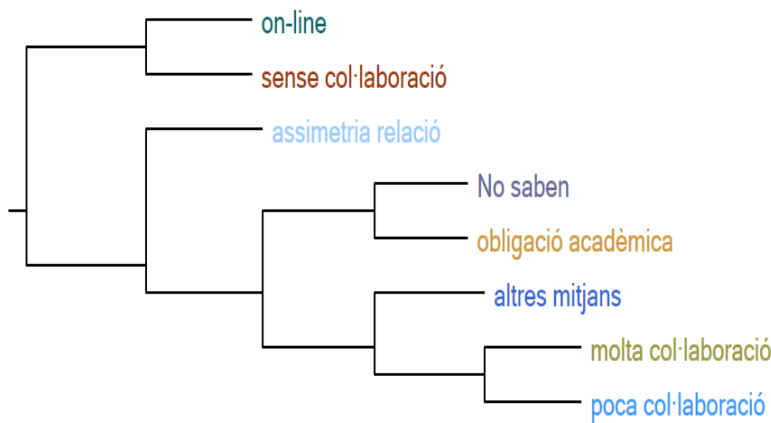 on-line
sense col·laboració
assimetria relació
No saben
obligació acadèmica
altres mitjans
molta col·laboració
poca col·laboració